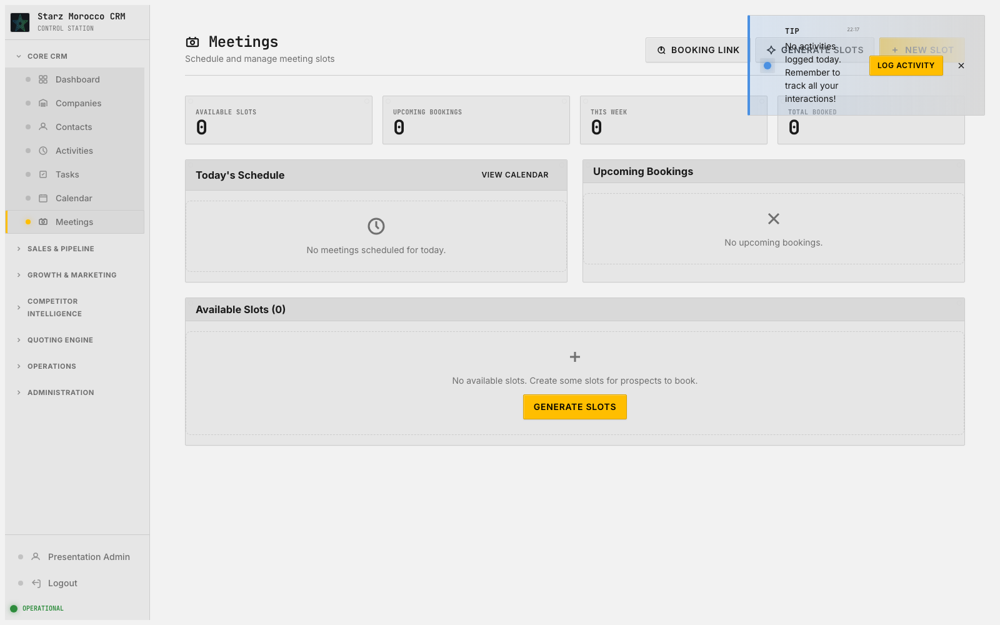 Starz Morocco CRM
CONTROL STATION
CORE CRM
Dashboard
Companies
Contacts
Activities
Tasks
Calendar
Meetings
SALES & PIPELINE
GROWTH & MARKETING
COMPETITOR
INTELLIGENCE
QUOTING ENGINE
OPERATIONS
ADMINISTRATION
Presentation Admin
Logout
OPERATIONAL
Meetings
Schedule and manage meeting slots
BOOKING LINK
GENERATE SLOTS
NEW SLOT
TIP
22:17
No activities
logged today.
Remember to
track all your
interactions!
LOG ACTIVITY
AVAILABLE SLOTS
0
UPCOMING BOOKINGS
0
THIS WEEK
0
TOTAL BOOKED
0
Today's Schedule
VIEW CALENDAR
No meetings scheduled for today.
Upcoming Bookings
No upcoming bookings.
Available Slots (0)
No available slots. Create some slots for prospects to book.
GENERATE SLOTS